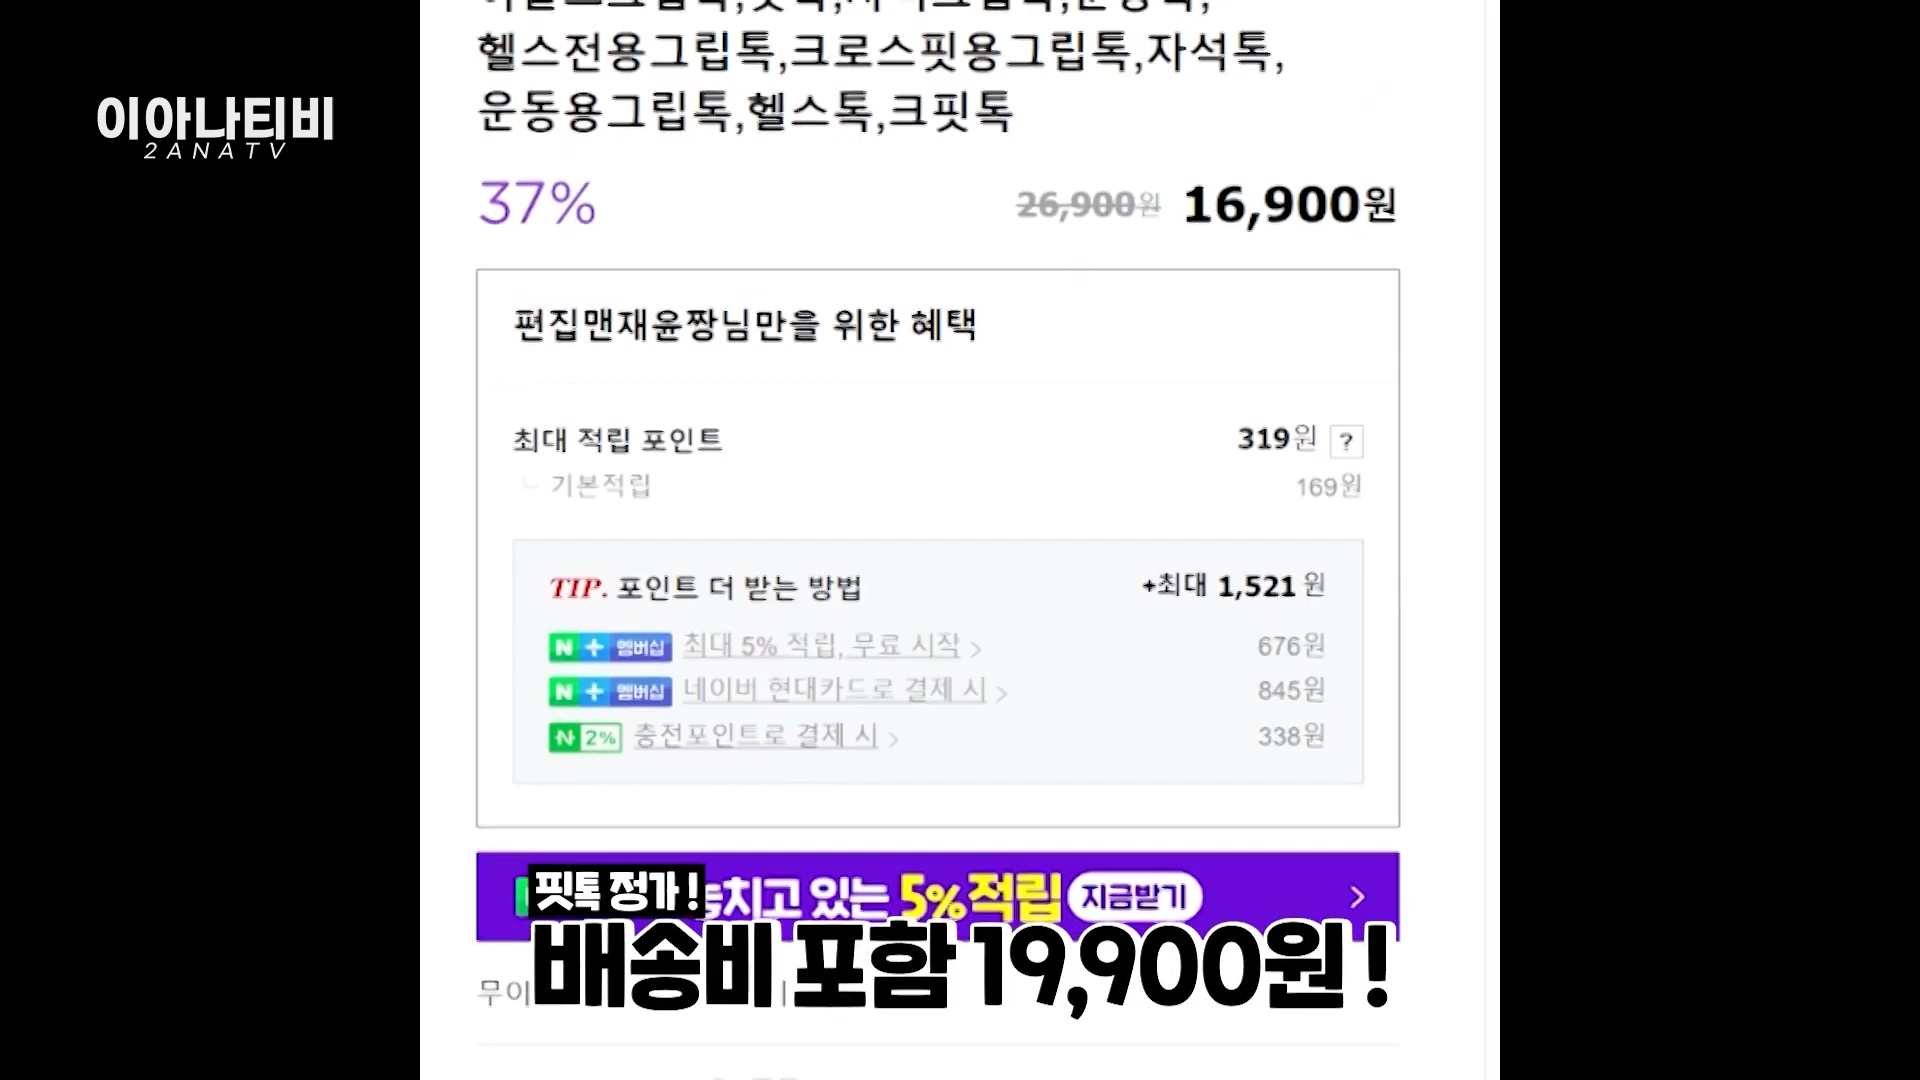 헬스전용그립톡,크로스핏용그립톡,자석톡,
운동용그립톡,헬스톡,크핏톡
이아나티비
2ANATV
37% 26,900원 16,900원
편집맨재윤짱님만을 위한 혜택
최대 적립 포인트 319원 ?
기본적립 169원
TIP. 포인트 더 받는 방법 +최대 1,521원
N + 멤버십 최대 5% 적립, 무료 시작 > 676원
N + 멤버십 네이버 현대카드로 결제 시 > 845원
N 2% 충전포인트로 결제 시 > 338원
핏톡 정가! 놓치고 있는 5% 적립 지금받기 >
배송비 포함 19,900원!
무이